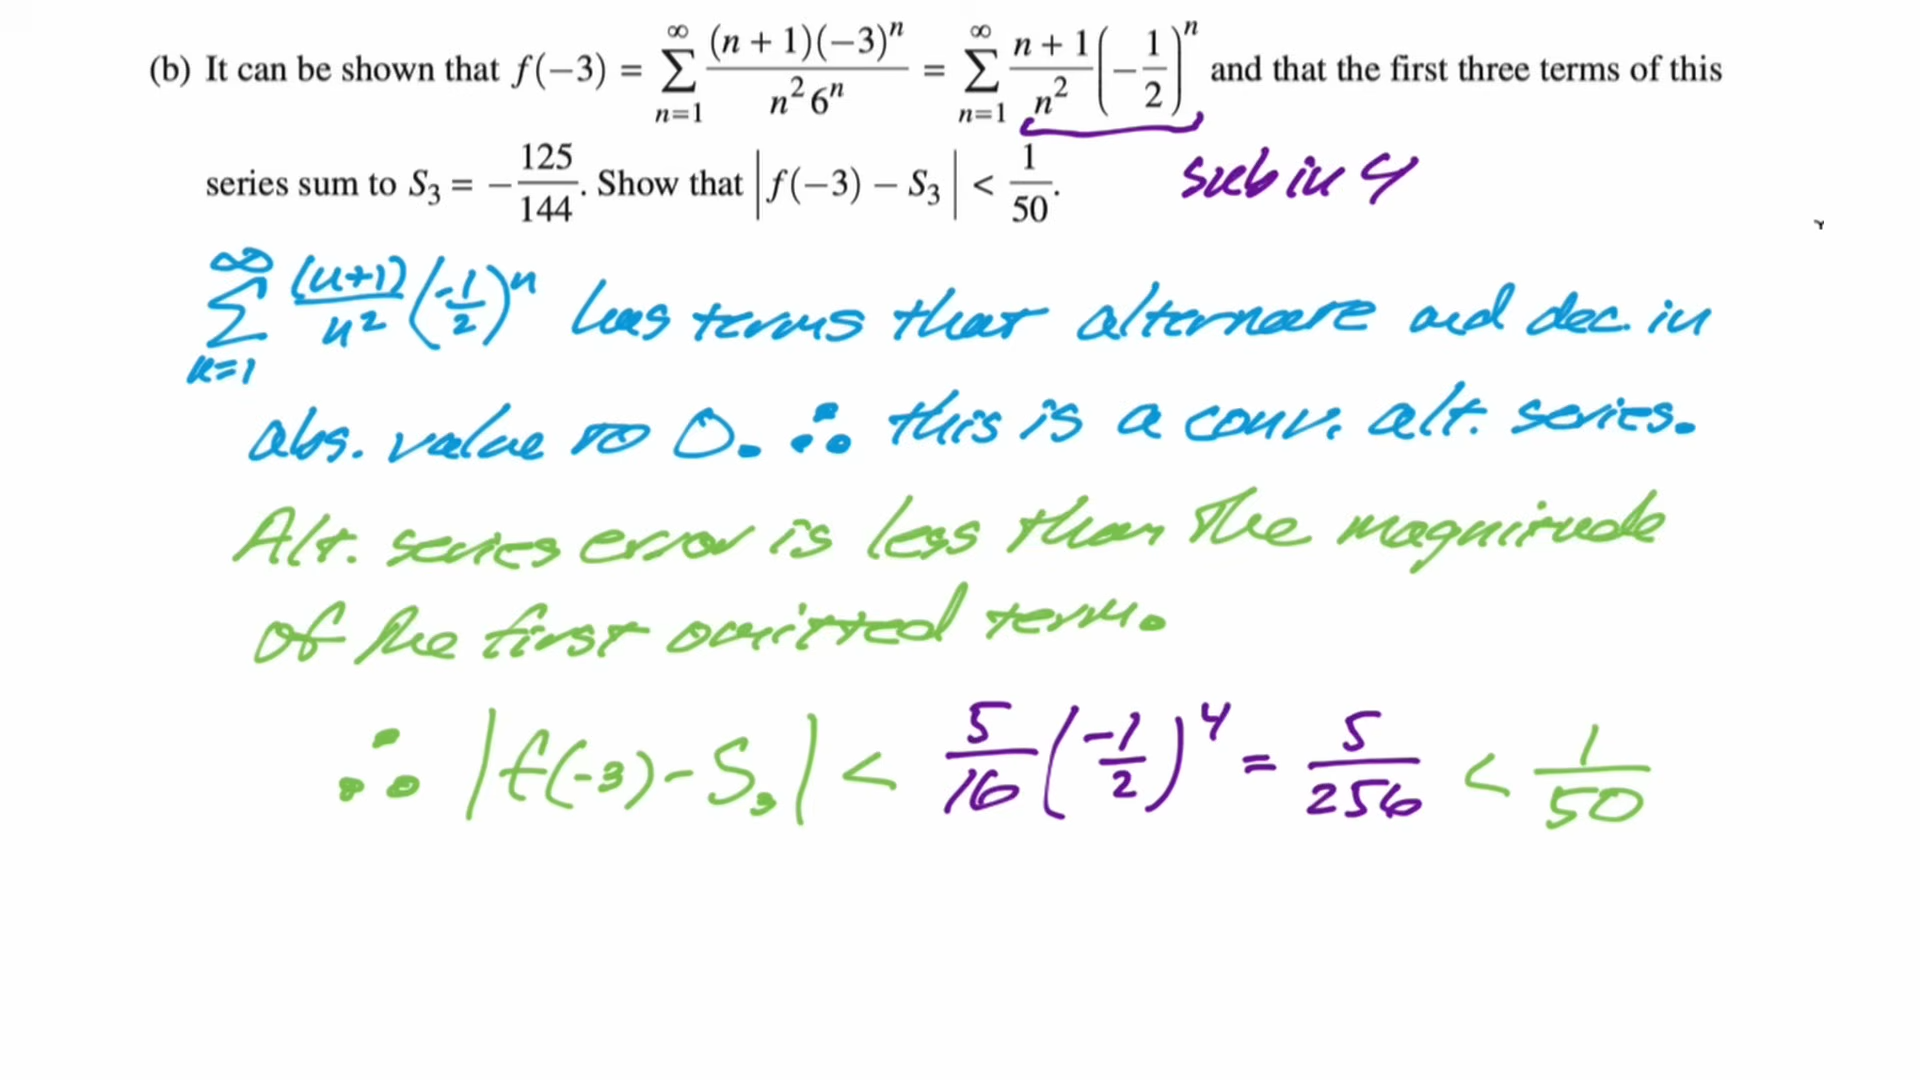 (b) It can be shown that f(−3) = ∑_{n=1}^{∞} (n + 1)(−3)^n / n^2 6^n = ∑_{n=1}^{∞} n + 1 / n^2 (−1/2)^n and that the first three terms of this
series sum to S_3 = −125/144. Show that |f(−3) − S_3| < 1/50.
sub in 4
∑_{n=1}^{∞} (n+1)/n^2 (-1/2)^n has terms that alternate and dec. in
abs. value to 0. ∴ this is a conv. alt. series.
Alt. series error is less than the magnitude
of the first omitted term.
∴ |f(-3)-S_3| < 5/16 (-1/2)^4 = 5/256 < 1/50